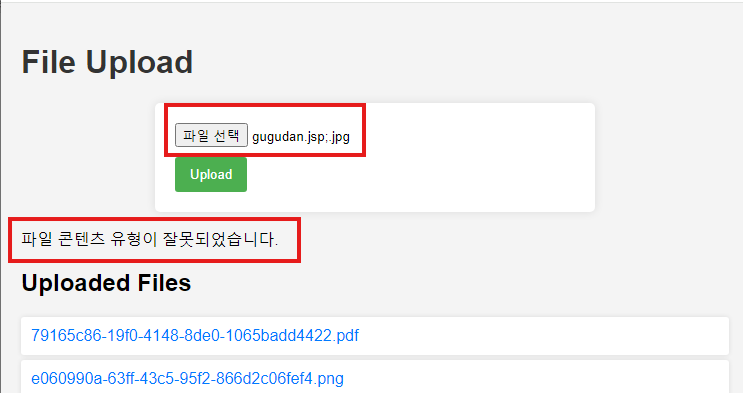 File Upload
파일 선택 gugudan.jsp;.jpg
Upload
파일 콘텐츠 유형이 잘못되었습니다.
Uploaded Files
79165c86-19f0-4148-8de0-1065badd4422.pdf
e060990a-63ff-43c5-95f2-866d2c06fef4.png